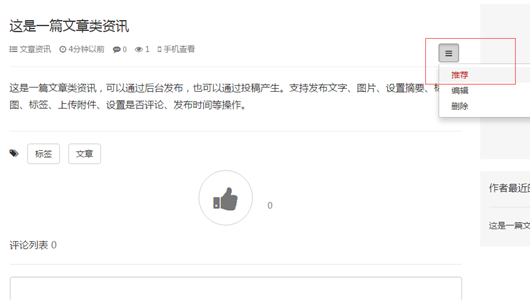 这是一篇文章类资讯
文章资讯 4分钟以前 0 1 手机查看
推荐
编辑
删除
这是一篇文章类资讯，可以通过后台发布，也可以通过投稿产生。支持发布文字、图片、设置摘要、
图、标签、上传附件、设置是否评论、发布时间等操作。
标签 文章
0
作者最近的
这是一篇文
评论列表 0